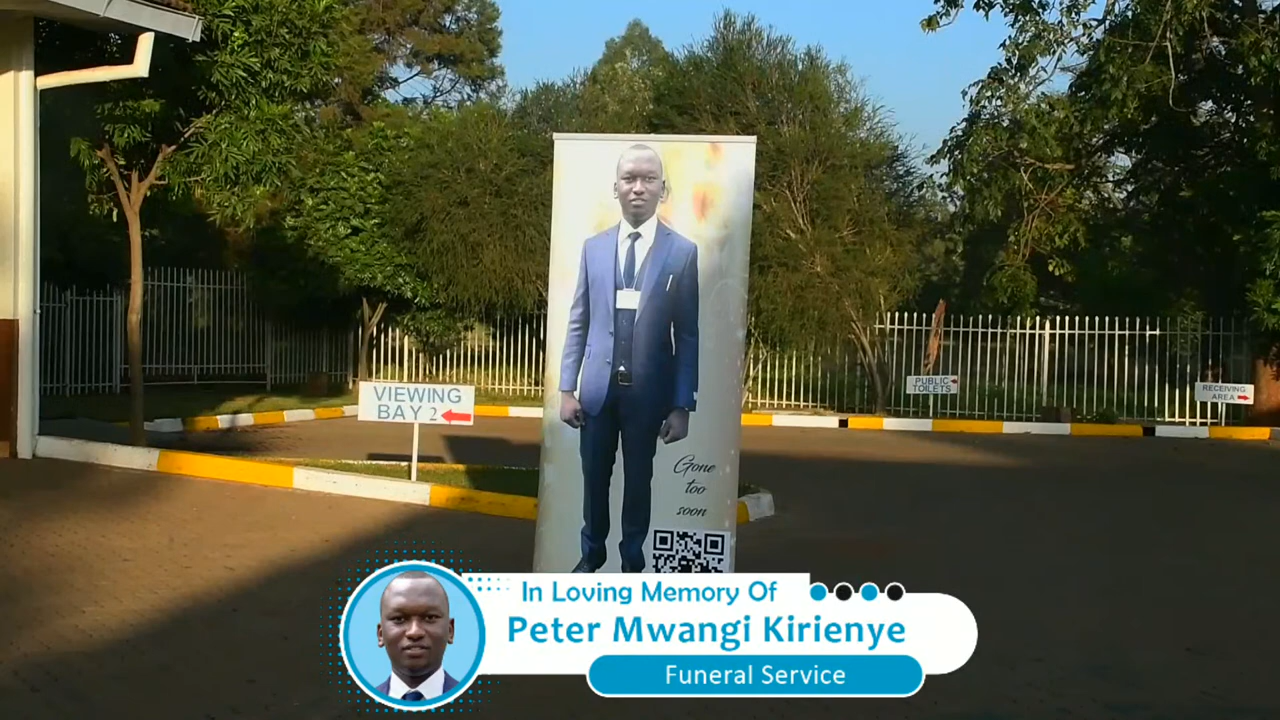 VIEWING
BAY 2
PUBLIC
TOILETS
RECEIVING
AREA
Gone
too
soon
In Loving Memory Of
Peter Mwangi Kirienye
Funeral Service